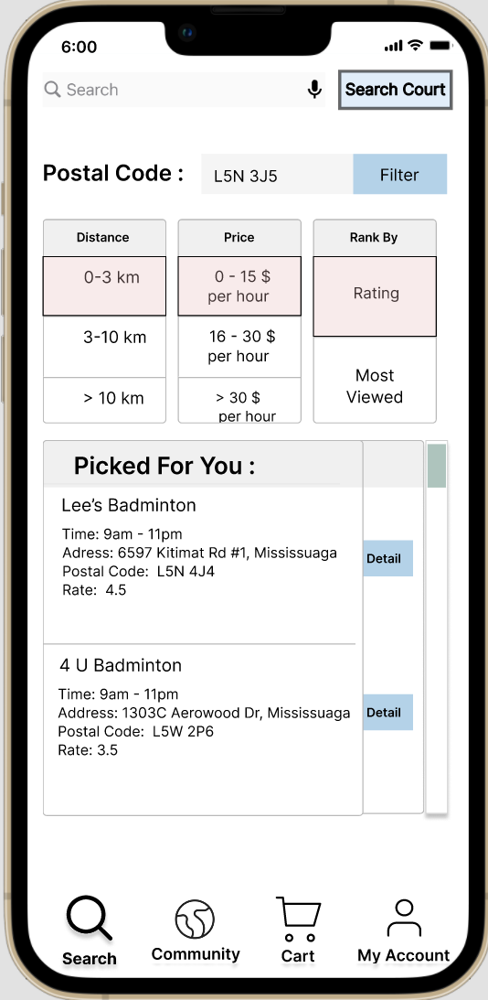 6:00
Search
Search Court
Postal Code :
L5N 3J5
Filter
Distance
Price
Rank By
0-3 km
0 - 15 $
per hour
Rating
3-10 km
16 - 30 $
per hour
Most
Viewed
> 10 km
> 30 $
per hour
Picked For You :
Lee’s Badminton
Time: 9am - 11pm
Adress: 6597 Kitimat Rd #1, Mississuaga
Detail
Postal Code:  L5N 4J4
Rate:  4.5
4 U Badminton
Time: 9am - 11pm
Address: 1303C Aerowood Dr, Mississuaga
Detail
Postal Code:  L5W 2P6
Rate: 3.5
Search
Community
Cart
My Account